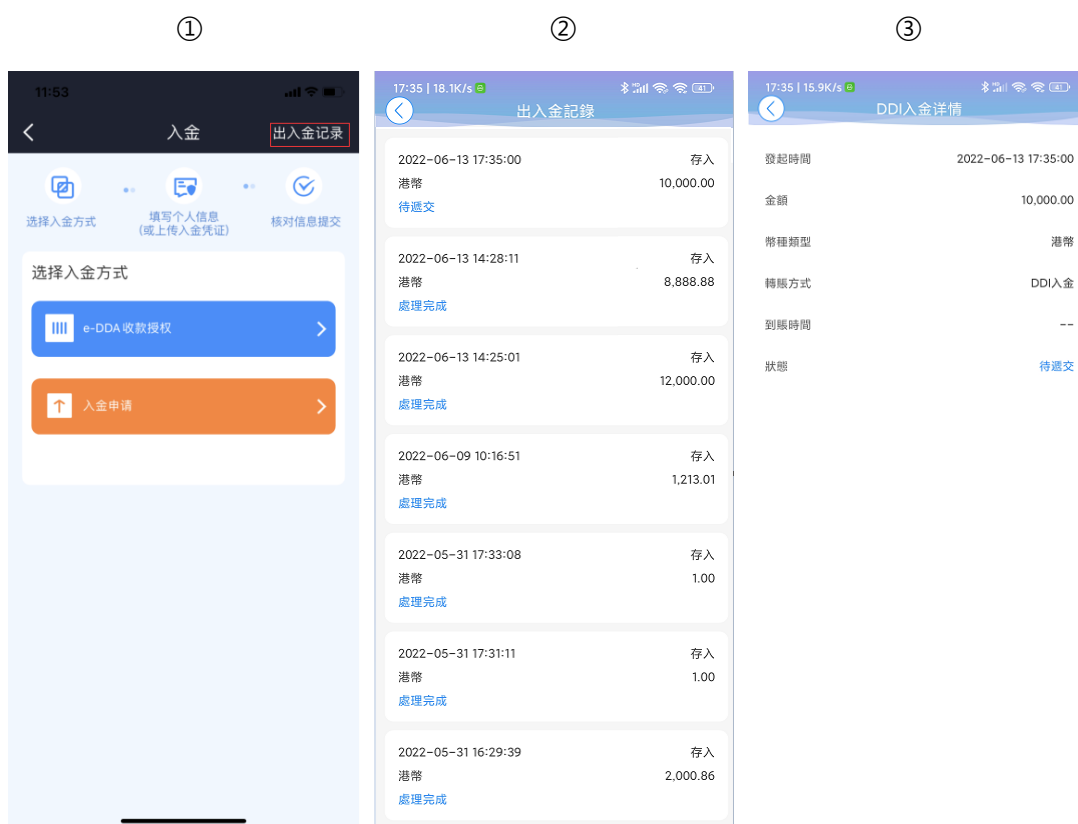 ①
②
③
11:53
入金
出入金记录
选择入金方式
填写个人信息
(或上传入金凭证)
核对信息提交
选择入金方式
e-DDA 收款授权
入金申请
17:35 | 18.1K/s
41
出入金記錄
2022-06-13 17:35:00 存入
港幣 10,000.00
待遞交
2022-06-13 14:28:11 存入
港幣 8,888.88
處理完成
2022-06-13 14:25:01 存入
港幣 12,000.00
處理完成
2022-06-09 10:16:51 存入
港幣 1,213.01
處理完成
2022-05-31 17:33:08 存入
港幣 1.00
處理完成
2022-05-31 17:31:11 存入
港幣 1.00
處理完成
2022-05-31 16:29:39 存入
港幣 2,000.86
處理完成
17:35 | 15.9K/s
41
DDI入金详情
發起時間 2022-06-13 17:35:00
金額 10,000.00
幣種類型 港幣
轉賬方式 DDI入金
到賬時間 --
狀態 待遞交